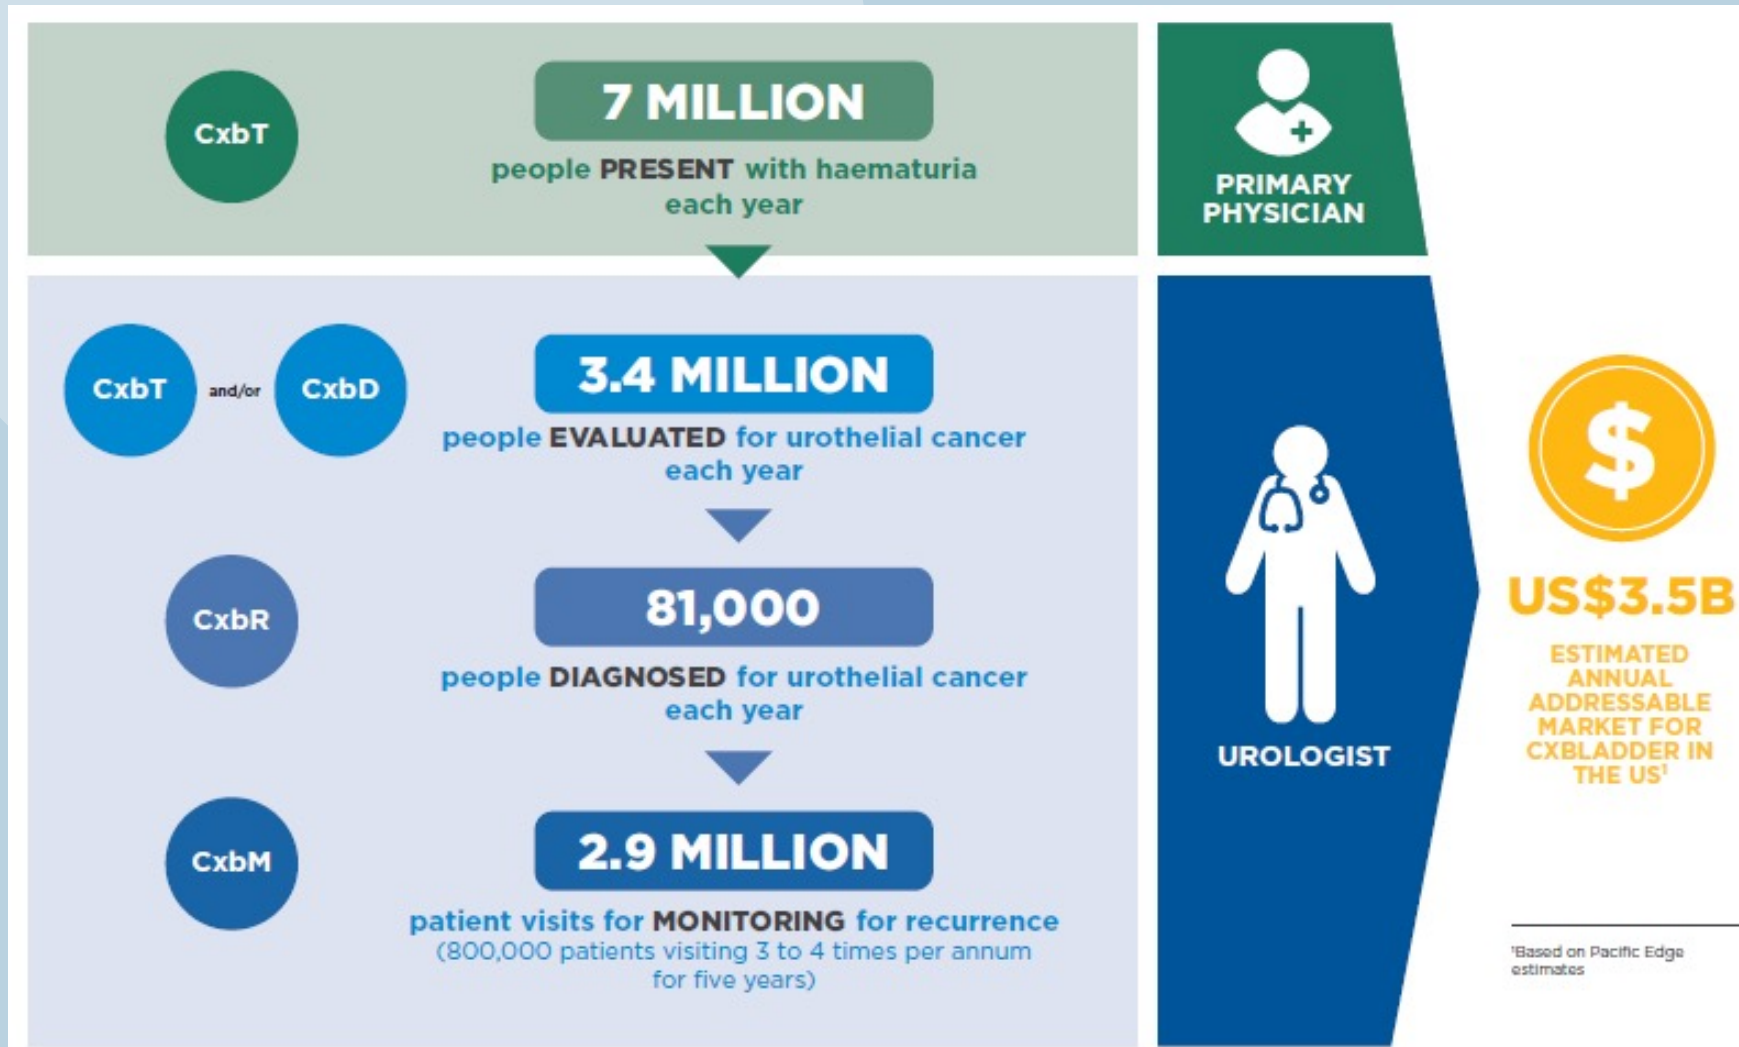 CxbT
7 MILLION
people PRESENT with haematuria
each year
PRIMARY
PHYSICIAN
CxbT
and/or
CxbD
3.4 MILLION
people EVALUATED for urothelial cancer
each year
CxbR
81,000
people DIAGNOSED for urothelial cancer
each year
CxbM
2.9 MILLION
patient visits for MONITORING for recurrence
(800,000 patients visiting 3 to 4 times per annum
for five years)
UROLOGIST
$
US$3.5B
ESTIMATED
ANNUAL
ADDRESSABLE
MARKET FOR
CXBLADDER IN
THE US¹
¹Based on Pacific Edge
estimates